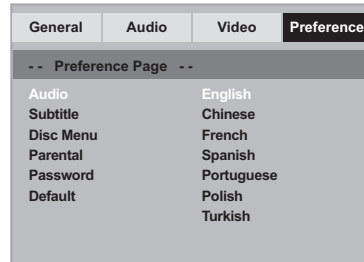 General Audio Video Preference
-- Preference Page --
Audio English
Subtitle Chinese
Disc Menu French
Parental Spanish
Password Portuguese
Default Polish
Turkish